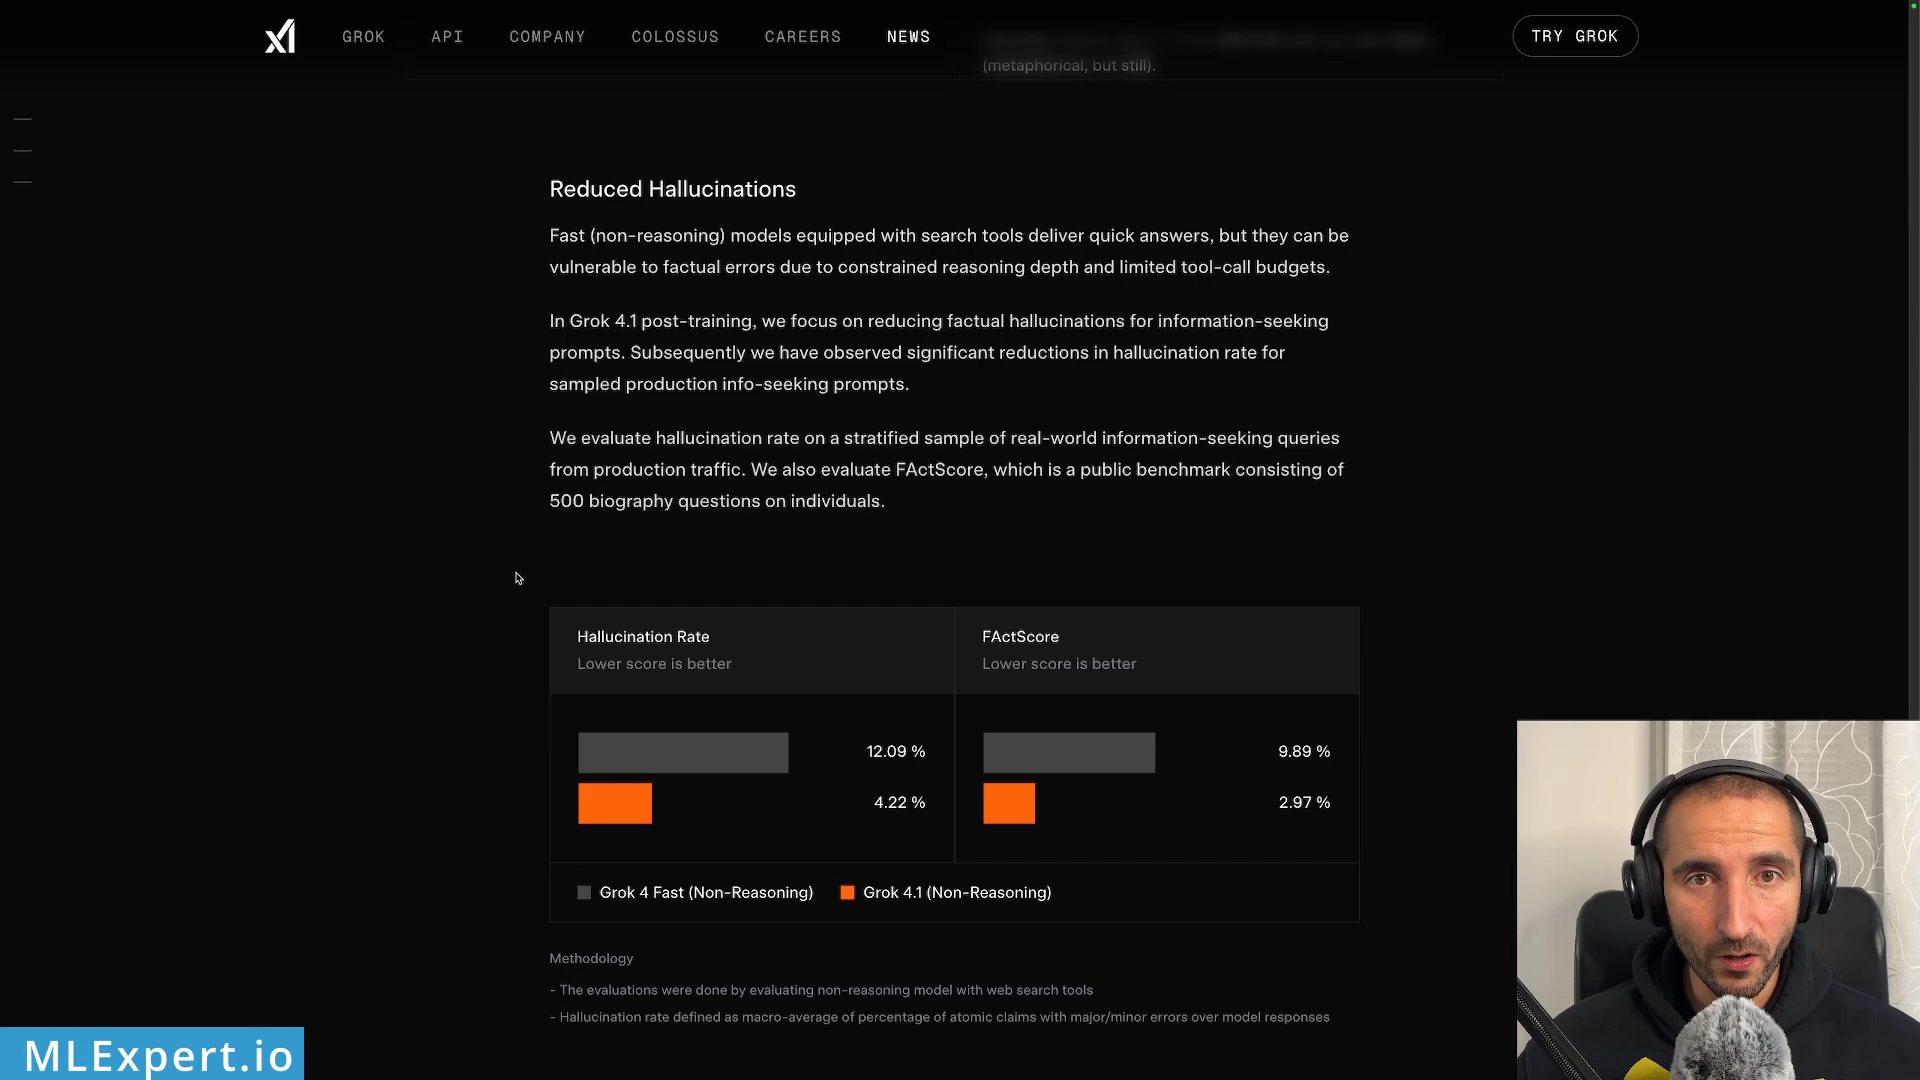 xI
GROK API COMPANY COLOSSUS CAREERS NEWS TRY GROK
(metaphorical, but still).
Reduced Hallucinations
Fast (non-reasoning) models equipped with search tools deliver quick answers, but they can be
vulnerable to factual errors due to constrained reasoning depth and limited tool-call budgets.
In Grok 4.1 post-training, we focus on reducing factual hallucinations for information-seeking
prompts. Subsequently we have observed significant reductions in hallucination rate for
sampled production info-seeking prompts.
We evaluate hallucination rate on a stratified sample of real-world information-seeking queries
from production traffic. We also evaluate FActScore, which is a public benchmark consisting of
500 biography questions on individuals.
Hallucination Rate
Lower score is better
12.09 %
4.22 %
FActScore
Lower score is better
9.89 %
2.97 %
Grok 4 Fast (Non-Reasoning) Grok 4.1 (Non-Reasoning)
Methodology
- The evaluations were done by evaluating non-reasoning model with web search tools
- Hallucination rate defined as macro-average of percentage of atomic claims with major/minor errors over model responses
MLExpert.io